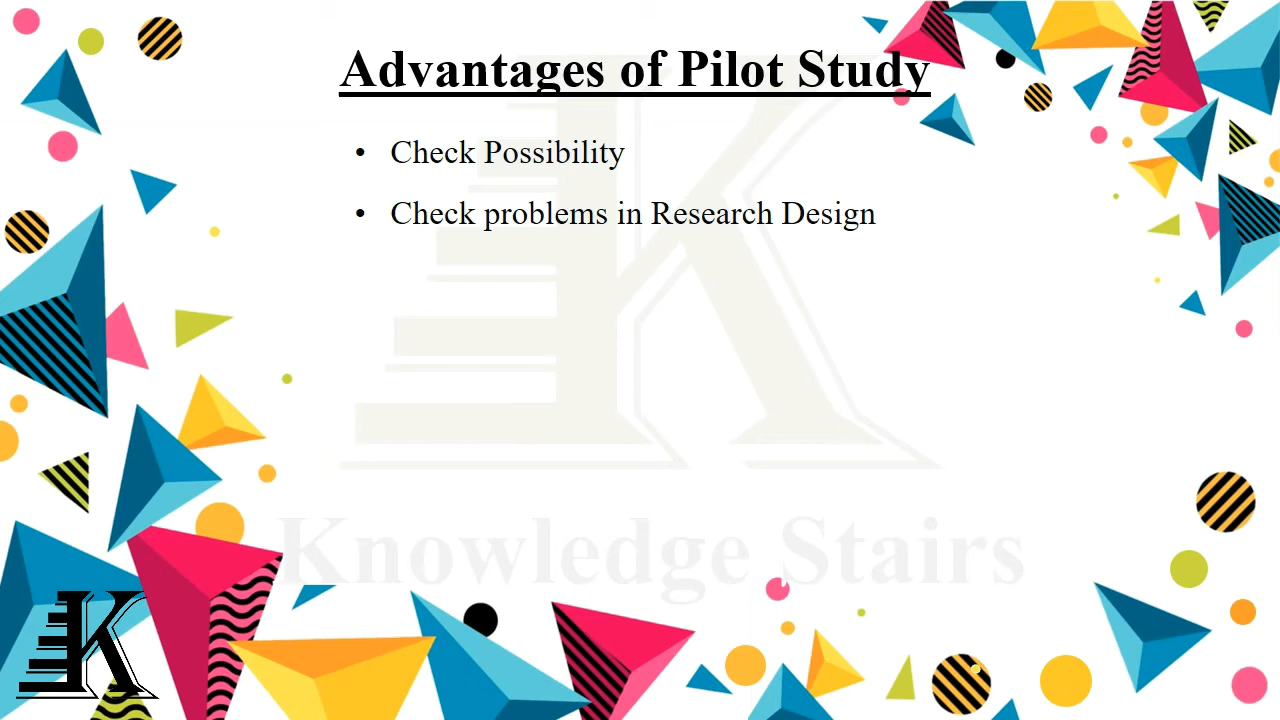 Advantages of Pilot Study
• Check Possibility
• Check problems in Research Design
Knowledge Stairs
K